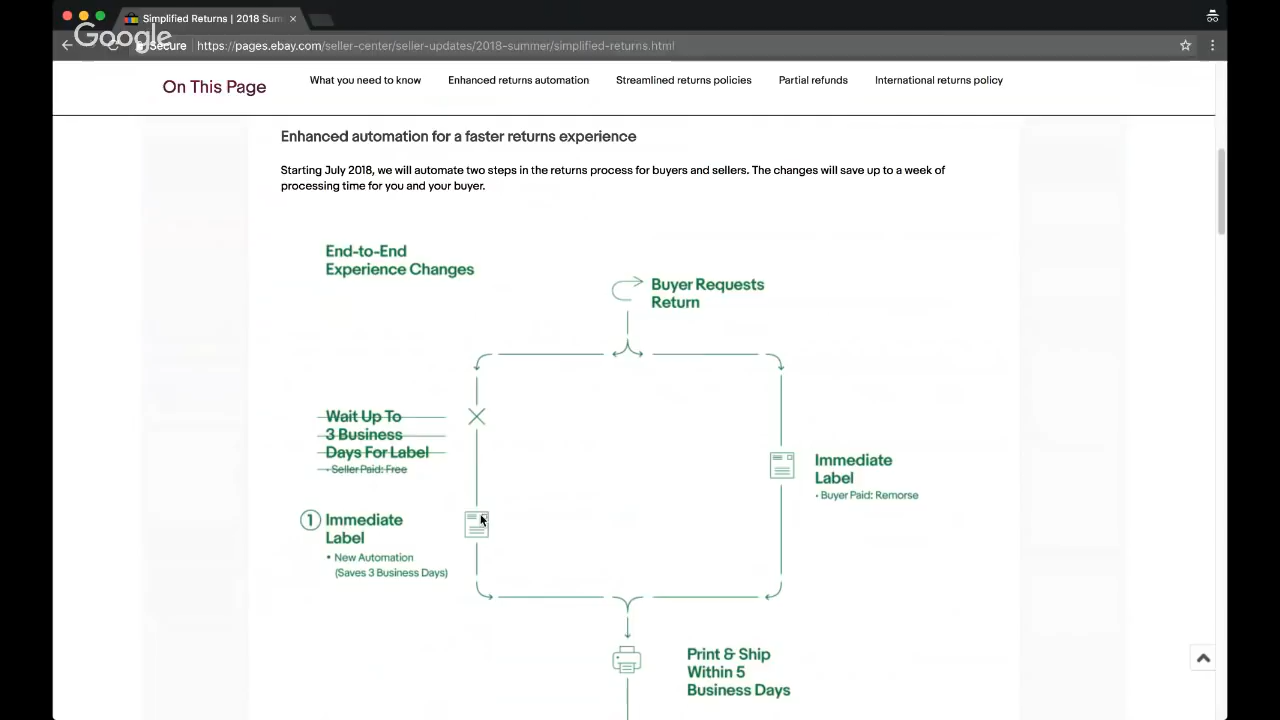 Simplified Returns | 2018 Sum
Google
Secure
https://pages.ebay.com/seller-center/seller-updates/2018-summer/simplified-returns.html
On This Page
What you need to know
Enhanced returns automation
Streamlined returns policies
Partial refunds
International returns policy
Enhanced automation for a faster returns experience
Starting July 2018, we will automate two steps in the returns process for buyers and sellers. The changes will save up to a week of
processing time for you and your buyer.
End-to-End
Experience Changes
Buyer Requests
Return
Wait Up To
3 Business
Days For Label
- Seller Paid: Free
Immediate
Label
• Buyer Paid: Remorse
1 Immediate
Label
• New Automation
(Saves 3 Business Days)
Print & Ship
Within 5
Business Days